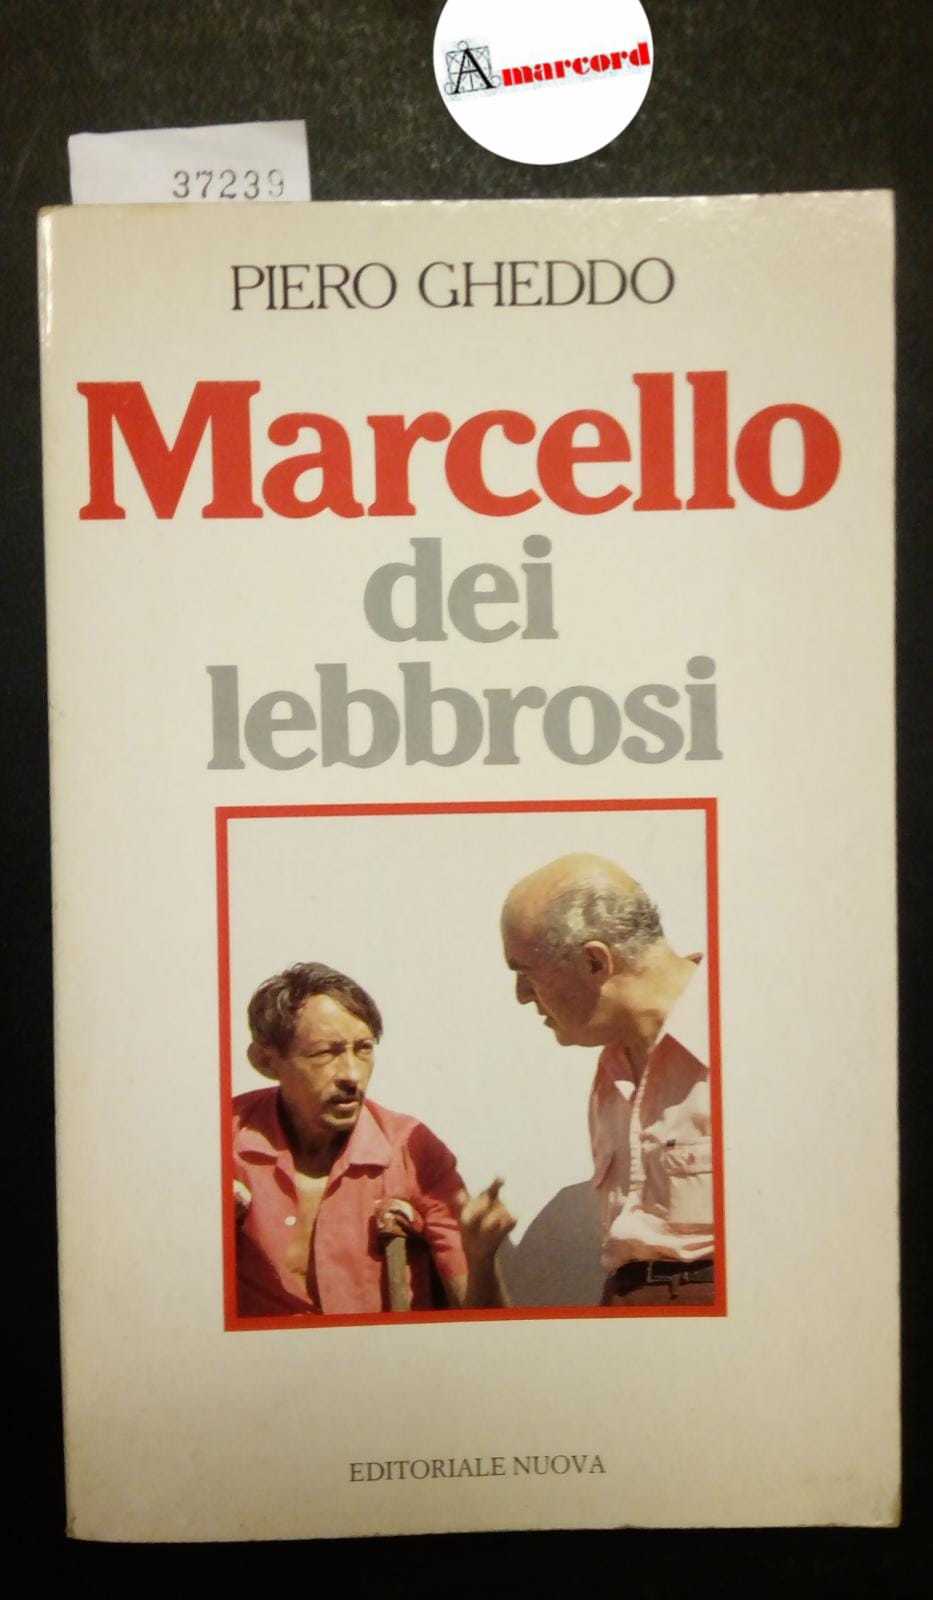 Amarcord
37239
PIERO GHEDDO
Marcello
dei
lebbrosi
EDITORIALE NUOVA